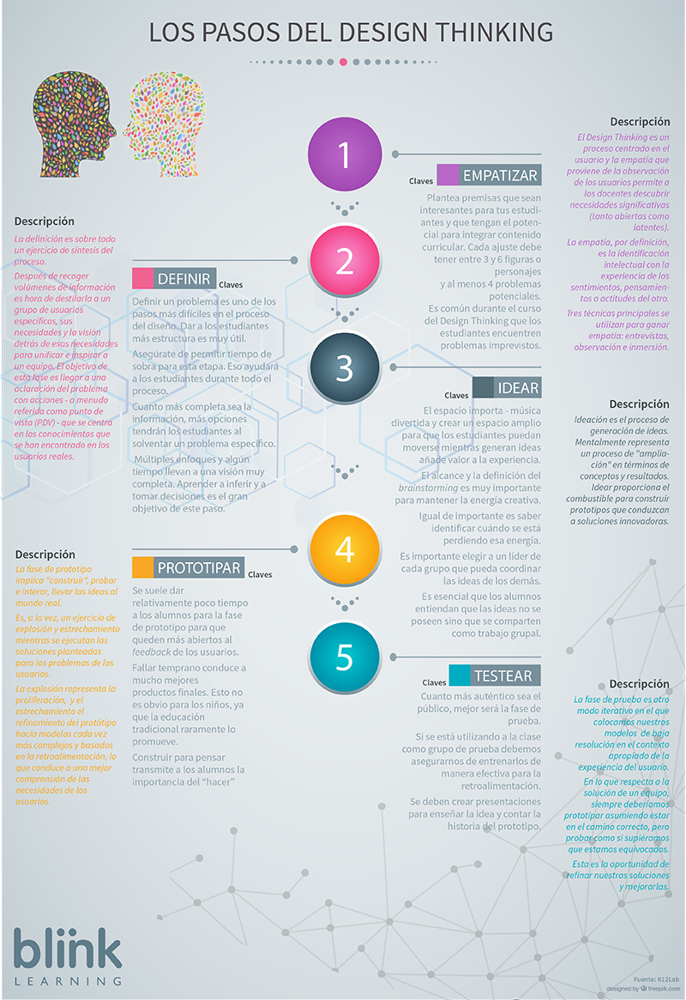 LOS PASOS DEL DESIGN THINKING
1
Claves
EMPATIZAR
Plantea premisas que sean
interesantes para tus estudi-
antes y que tengan el poten-
cial para integrar contenido
curricular. Cada ajuste debe
tener entre 3 y 6 figuras o
personajes
y al menos 4 problemas
potenciales.
Es común durante el curso
del Design Thinking que los
estudiantes encuentren
problemas imprevistos.
Descripción
El Design Thinking es un
proceso centrado en el
usuario y la empatía que
proviene de la observación
de los usuarios permite a
los docentes descubrir
necesidades significativas
(tanto abiertas como
latentes).
La empatía, por definición,
es la identificación
intelectual con la
experiencia de los
sentimientos, pensamien-
tos o actitudes del otro.
Tres técnicas principales se
utilizan para ganar
empatía: entrevistas,
observación e inmersión.
2
Descripción
La definición es sobre todo
un ejercicio de síntesis del
proceso.
Después de recoger
volúmenes de información
es hora de destilarla a un
grupo de usuarios
específicos, sus
necesidades y la visión
detrás de esas necesidades
para unificar e inspirar a
un equipo. El objetivo de
esta fase es llegar a una
aclaración del problema
con acciones - a menudo
referida como punto de
vista (PDV) - que se centra
en los conocimientos que
se han encontrado en los
usuarios reales.
DEFINIR
Claves
Definir un problema es uno de los
pasos más difíciles en el proceso
del diseño. Dar a los estudiantes
más estructura es muy útil.
Asegúrate de permitir tiempo de
sobra para esta etapa. Eso ayudará
a los estudiantes durante todo el
proceso.
Cuanto más completa sea la
información, más opciones
tendrán los estudiantes al
solventar un problema específico.
Múltiples enfoques y algún
tiempo llevan a una visión muy
completa. Aprender a inferir y a
tomar decisiones es el gran
objetivo de este paso.
3
Claves
IDEAR
El espacio importa - música
divertida y crear un espacio amplio
para que los estudiantes puedan
moverse mientras generan ideas
añade valor a la experiencia.
El alcance y la definición del
brainstorming es muy importante
para mantener la energía creativa.
Igual de importante es saber
identificar cuándo se está
perdiendo esa energía.
Es importante elegir a un líder de
cada grupo que pueda coordinar
las ideas de los demás.
Es esencial que los alumnos
entiendan que las ideas no se
poseen sino que se comparten
como trabajo grupal.
Descripción
Ideación es el proceso de
generación de ideas.
Mentalmente representa
un proceso de "amplia-
ción" en términos de
conceptos y resultados.
Idear proporciona el
combustible para construir
prototipos que conduzcan
a soluciones innovadoras.
4
Descripción
La fase de prototipo
implica "construir", probar
e interar, llevar las ideas al
mundo real.
Es, a la vez, un ejercicio de
explosión y estrechamiento
mientras se ejecutan las
soluciones planteadas
para los problemas de los
usuarios.
La explosión representa la
proliferación, y el
estrechamiento el
refinamiento del protótipo
hacia modelos cada vez
más complejos y basados
en la retroalimentación, lo
que conduce a una mejor
comprensión de las
necesidades de los
usuarios.
PROTOTIPAR
Claves
Se suele dar
relativamente poco tiempo
a los alumnos para la fase
de prototipo para que
queden más abiertos al
feedback de los usuarios.
Fallar temprano conduce a
mucho mejores
productos finales. Esto no
es obvio para los niños, ya
que la educación
tradicional raramente lo
promueve.
Construir para pensar
transmite a los alumnos la
importancia del “hacer”
5
Claves
TESTEAR
Cuanto más auténtico sea el
público, mejor será la fase de
prueba.
Si se está utilizando a la clase
como grupo de prueba debemos
asegurarnos de entrenarlos de
manera efectiva para la
retroalimentación.
Se deben crear presentaciones
para enseñar la idea y contar la
historia del prototipo.
Descripción
La fase de prueba es otro
modo iterativo en el que
colocamos nuestros
modelos de baja
resolución en el contexto
apropiado de la
experiencia del usuario.
En lo que respecta a la
solución de un equipo,
siempre deberíamos
prototipar asumiendo estar
en el camino correcto, pero
probar como si supiéramos
que estamos equivocados.
Esta es la oportunidad de
refinar nuestras soluciones
y mejorarlas.
blink
LEARNING
Fuente: K12Lab
designed by freepik.com